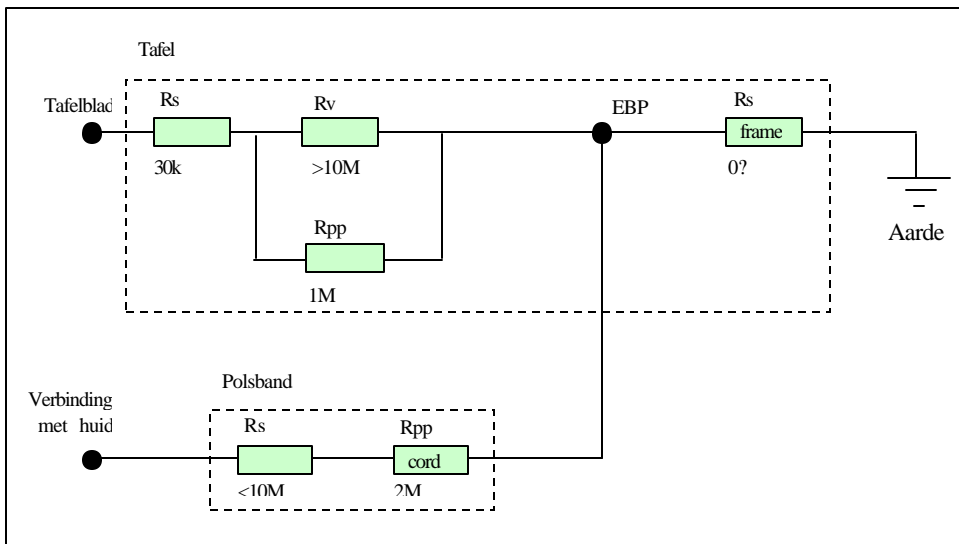 Tafel
Tafelblad
Rs
Rv
EBP
Rs
frame
30k
>10M
0?
Rpp
1M
Aarde
Polsband
Verbinding
met huid
Rs
Rpp
cord
<10M
2M